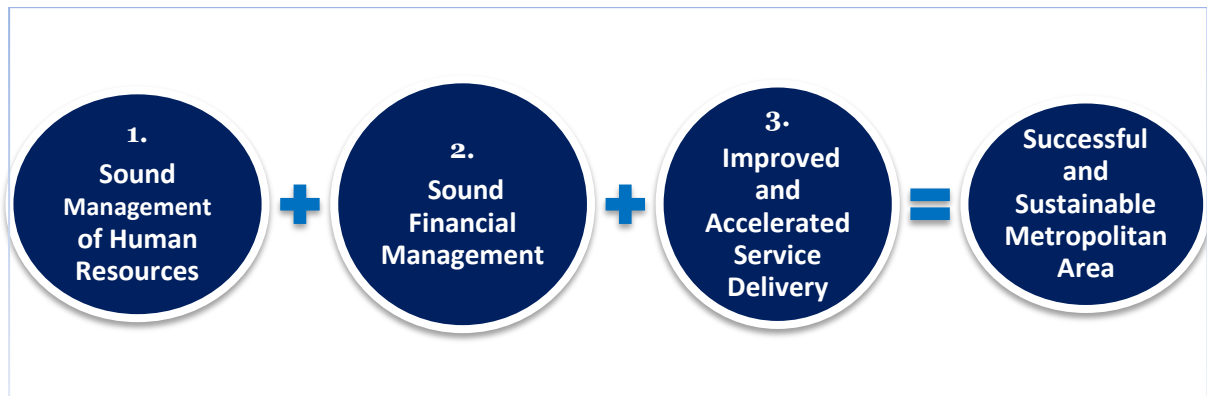 1.
Sound
Management
of Human
Resources
2.
Sound
Financial
Management
3.
Improved
and
Accelerated
Service
Delivery
Successful
and
Sustainable
Metropolitan
Area